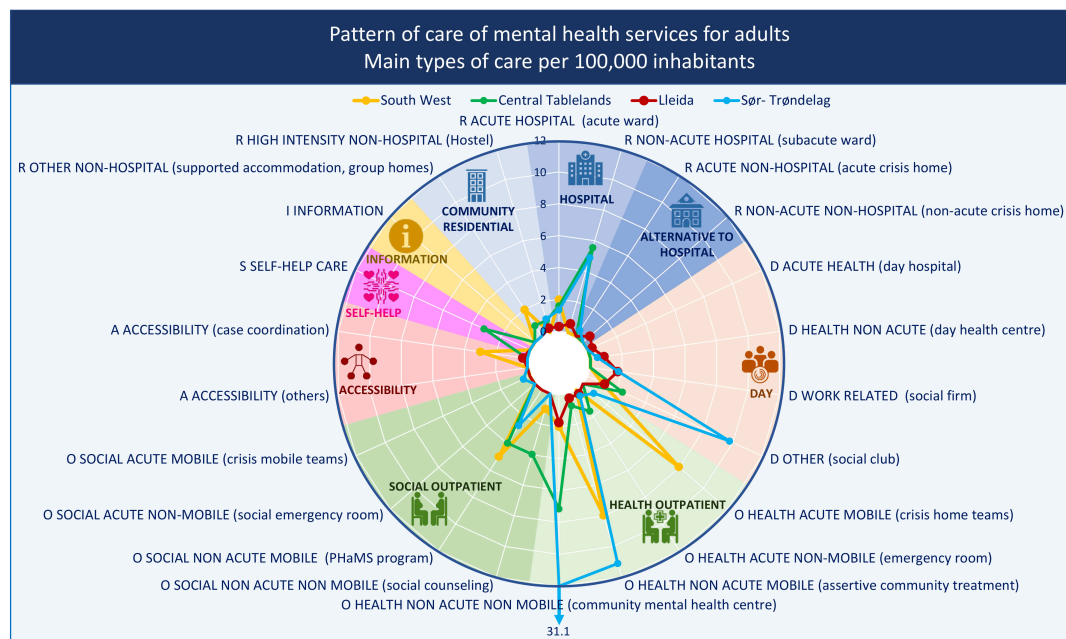 Pattern of care of mental health services for adults
Main types of care per 100,000 inhabitants
South West
Central Tablelands
Lleida
Sør- Trøndelag
R ACUTE HOSPITAL (acute ward)
R HIGH INTENSITY NON-HOSPITAL (Hostel)
12
R NON-ACUTE HOSPITAL (subacute ward)
R OTHER NON-HOSPITAL (supported accommodation, group homes)
10
R ACUTE NON-HOSPITAL (acute crisis home)
HOSPITAL
I INFORMATION
8
COMMUNITY
RESIDENTIAL
R NON-ACUTE NON-HOSPITAL (non-acute crisis home)
6
ALTERNATIVE TO
HOSPITAL
INFORMATION
S SELF-HELP CARE
4
D ACUTE HEALTH (day hospital)
2
SELF-HELP
A ACCESSIBILITY (case coordination)
0
D HEALTH NON ACUTE (day health centre)
ACCESSIBILITY
DAY
A ACCESSIBILITY (others)
D WORK RELATED (social firm)
O SOCIAL ACUTE MOBILE (crisis mobile teams)
D OTHER (social club)
SOCIAL OUTPATIENT
HEALTH OUTPATIENT
O SOCIAL ACUTE NON-MOBILE (social emergency room)
O HEALTH ACUTE MOBILE (crisis home teams)
O SOCIAL NON ACUTE MOBILE (PHaMS program)
O HEALTH ACUTE NON-MOBILE (emergency room)
O SOCIAL NON ACUTE NON MOBILE (social counseling)
O HEALTH NON ACUTE MOBILE (assertive community treatment)
O HEALTH NON ACUTE NON MOBILE (community mental health centre)
31.1